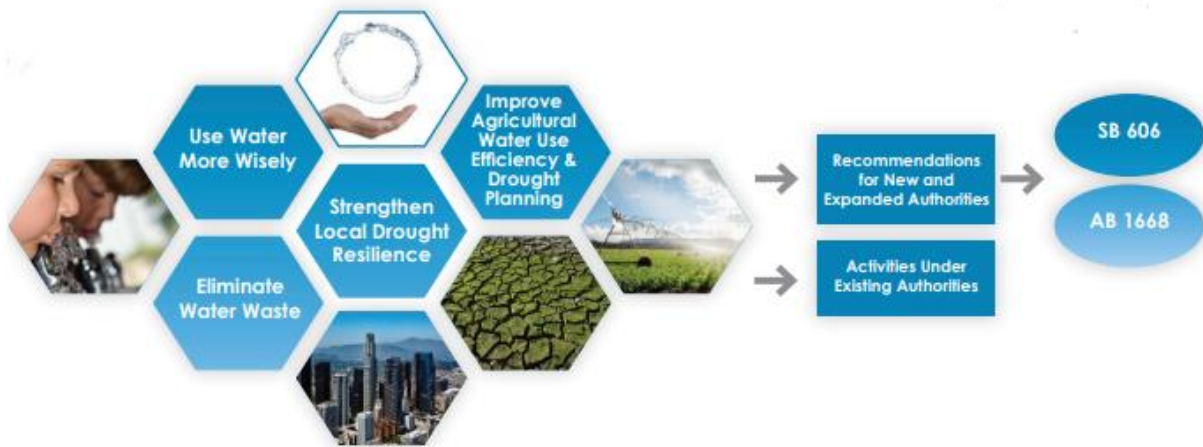 Use Water
More Wisely
Eliminate
Water Waste
Strengthen
Local Drought
Resilience
Improve
Agricultural
Water Use
Efficiency &
Drought
Planning
Recommendations
for New and
Expanded Authorities
Activities Under
Existing Authorities
SB 606
AB 1668